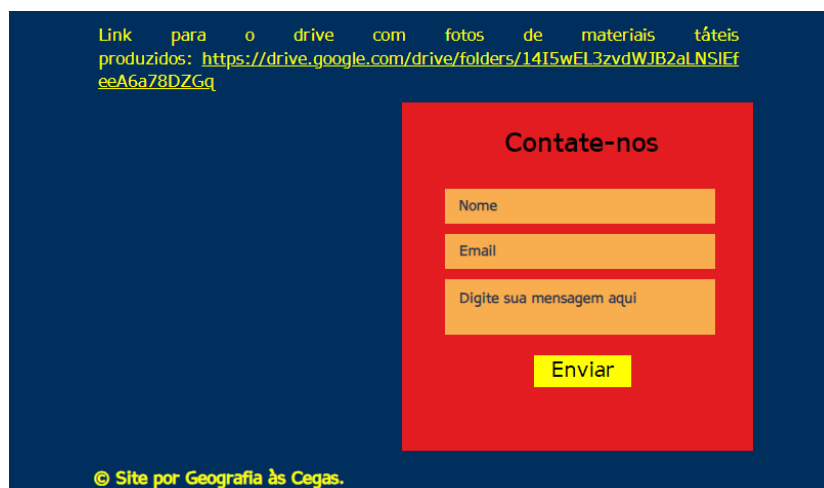 Link para o drive com fotos de materiais táteis
produzidos: https://drive.google.com/drive/folders/14I5wEL3zvdWJB2aLNSlEf
eeA6a78DZGq
Contate-nos
Nome
Email
Digite sua mensagem aqui
Enviar
© Site por Geografia às Cegas.